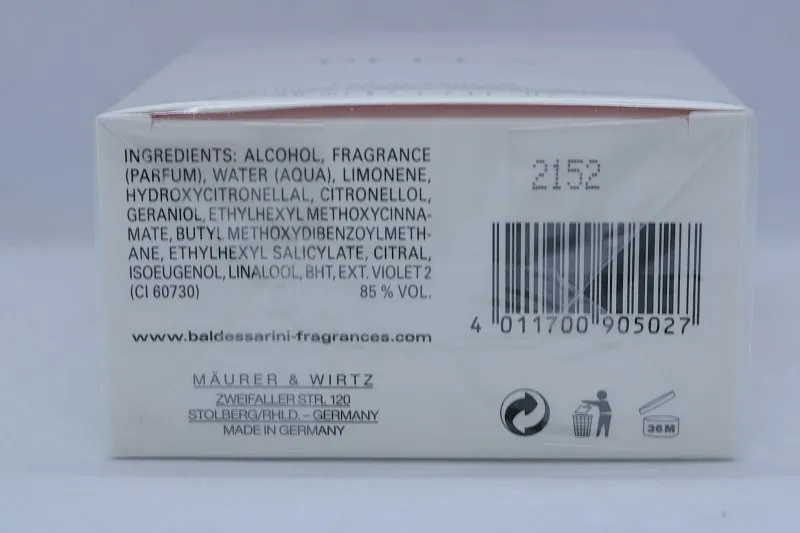 INGREDIENTS: ALCOHOL, FRAGRANCE
(PARFUM), WATER (AQUA), LIMONENE,
HYDROXYCITRONELLAL, CITRONELLOL,
GERANIOL, ETHYLHEXYL METHOXYCINNA-
MATE, BUTYL METHOXYDIBENZOYLMETH-
ANE, ETHYLHEXYL SALICYLATE, CITRAL,
ISOEUGENOL, LINALOOL, BHT, EXT. VIOLET 2
(CI 60730) 85 % VOL.
www.baldessarini-fragrances.com
MÄURER & WIRTZ
ZWEIFALLER STR. 120
STOLBERG/RHLD. – GERMANY
MADE IN GERMANY
2152
4 011700 905027
36 M